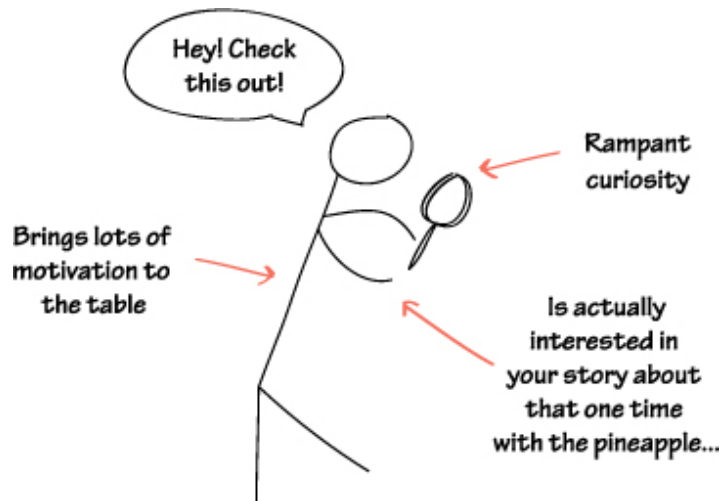 Hey! Check
this out!
Rampant
curiosity
Brings lots of
motivation to
the table
Is actually
interested in
your story about
that one time
with the pineapple...